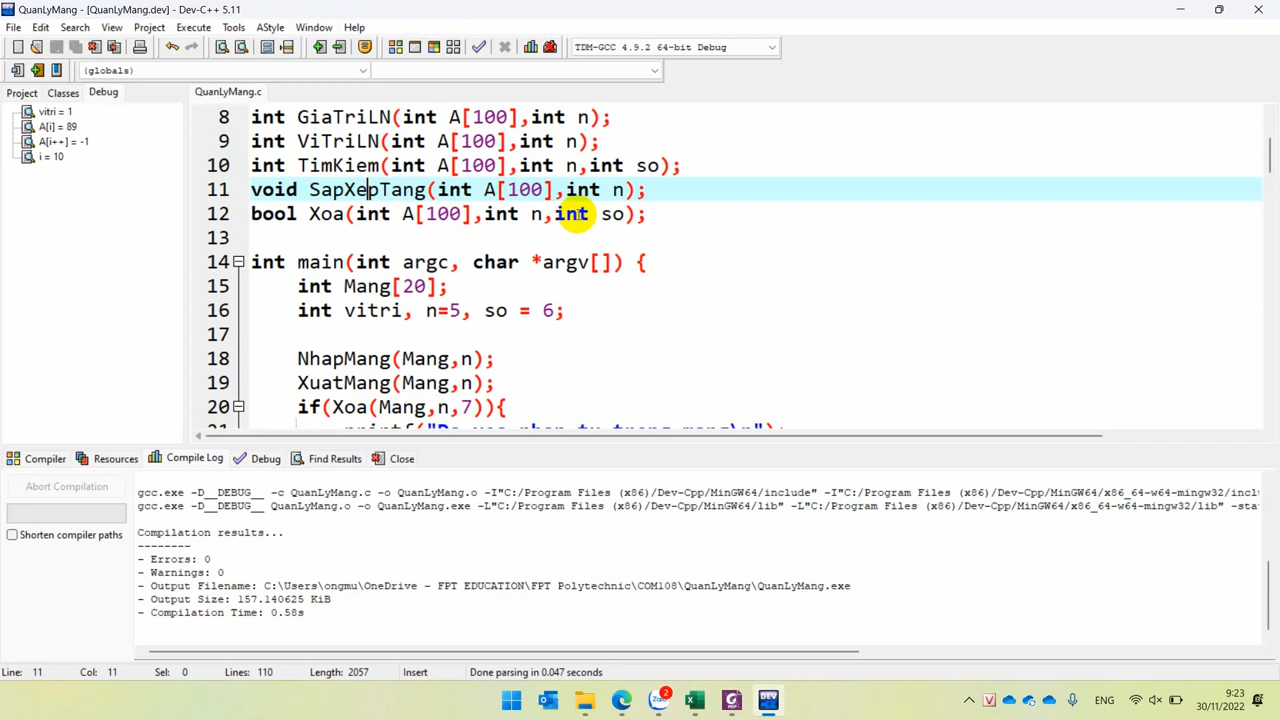 QuanLyMang - [QuanLyMang.dev] - Dev-C++ 5.11
File Edit Search View Project Execute Tools AStyle Window Help
TDM-GCC 4.9.2 64-bit Debug
(globals)
Project Classes Debug
QuanLyMang.c
vitri = 1
A[i] = 89
A[i++] = -1
i = 10
8 int GiaTriLN(int A[100],int n);
9 int ViTriLN(int A[100],int n);
10 int TimKiem(int A[100],int n,int so);
11 void SapXepTang(int A[100],int n);
12 bool Xoa(int A[100],int n,int so);
13
14 int main(int argc, char *argv[]) {
15 int Mang[20];
16 int vitri, n=5, so = 6;
17
18 NhapMang(Mang,n);
19 XuatMang(Mang,n);
20 if(Xoa(Mang,n,7)){
Compiler Resources Compile Log Debug Find Results Close
Abort Compilation
Shorten compiler paths
gcc.exe -D__DEBUG__ -c QuanLyMang.c -o QuanLyMang.o -I"C:/Program Files (x86)/Dev-Cpp/MinGW64/include" -I"C:/Program Files (x86)/Dev-Cpp/MinGW64/x86_64-w64-mingw32/incl
gcc.exe -D__DEBUG__ QuanLyMang.o -o QuanLyMang.exe -L"C:/Program Files (x86)/Dev-Cpp/MinGW64/lib" -L"C:/Program Files (x86)/Dev-Cpp/MinGW64/x86_64-w64-mingw32/lib" -sta
Compilation results...
--------
- Errors: 0
- Warnings: 0
- Output Filename: C:\Users\ongmu\OneDrive - FPT EDUCATION\FPT Polytechnic\COM108\QuanLyMang\QuanLyMang.exe
- Output Size: 157.140625 KiB
- Compilation Time: 0.58s
Line: 11 Col: 11 Sel: 0 Lines: 110 Length: 2057 Insert Done parsing in 0.047 seconds
Zalo 2 DEV ENG 9:23
30/11/2022